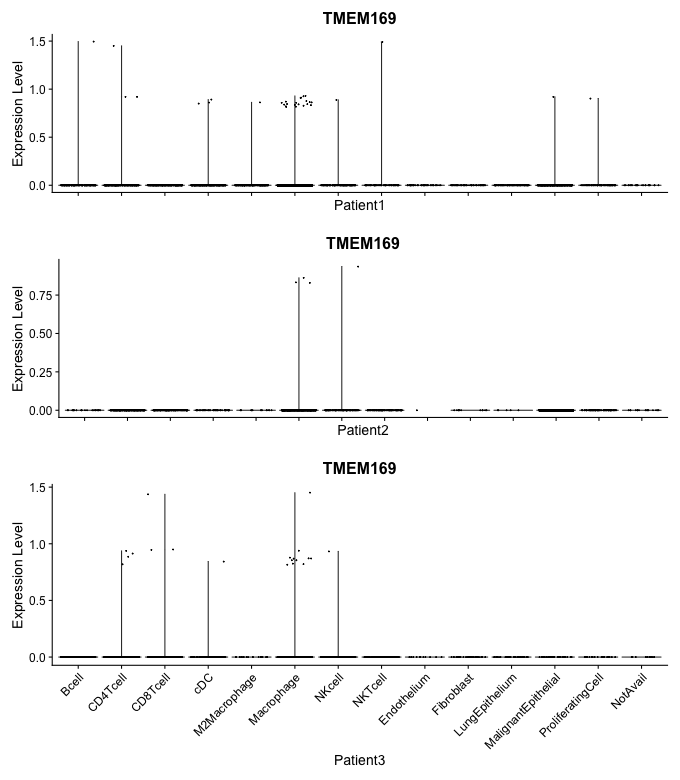 TMEM169
Expression Level
1.5
1.0
0.5
0.0
Patient1
TMEM169
Expression Level
0.75
0.50
0.25
0.00
Patient2
TMEM169
Expression Level
1.5
1.0
0.5
0.0
Bcell
CD4Tcell
CD8Tcell
cDC
M2Macrophage
Macrophage
NKcell
NKTcell
Endothelium
Fibroblast
LungEpithelium
MalignantEpithelial
ProliferatingCell
NotAvail
Patient3